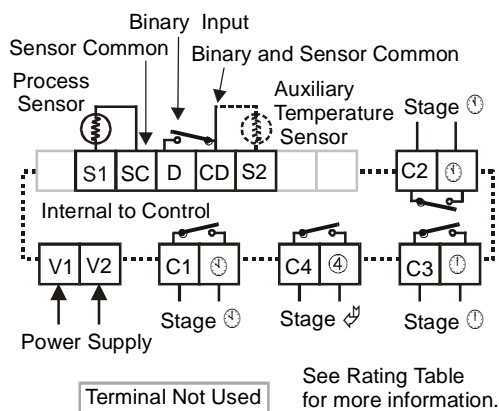 Binary Input
Sensor Common
Binary and Sensor Common
Process
Sensor
Auxiliary
Temperature
Sensor
Stage 🕚
S1 SC D CD S2
C2 🕚
Internal to Control
V1 V2
C1 🕙
C4 ④
C3 🕛
Power Supply
Stage 🕙
Stage
Stage 🕛
Terminal Not Used
See Rating Table
for more information.